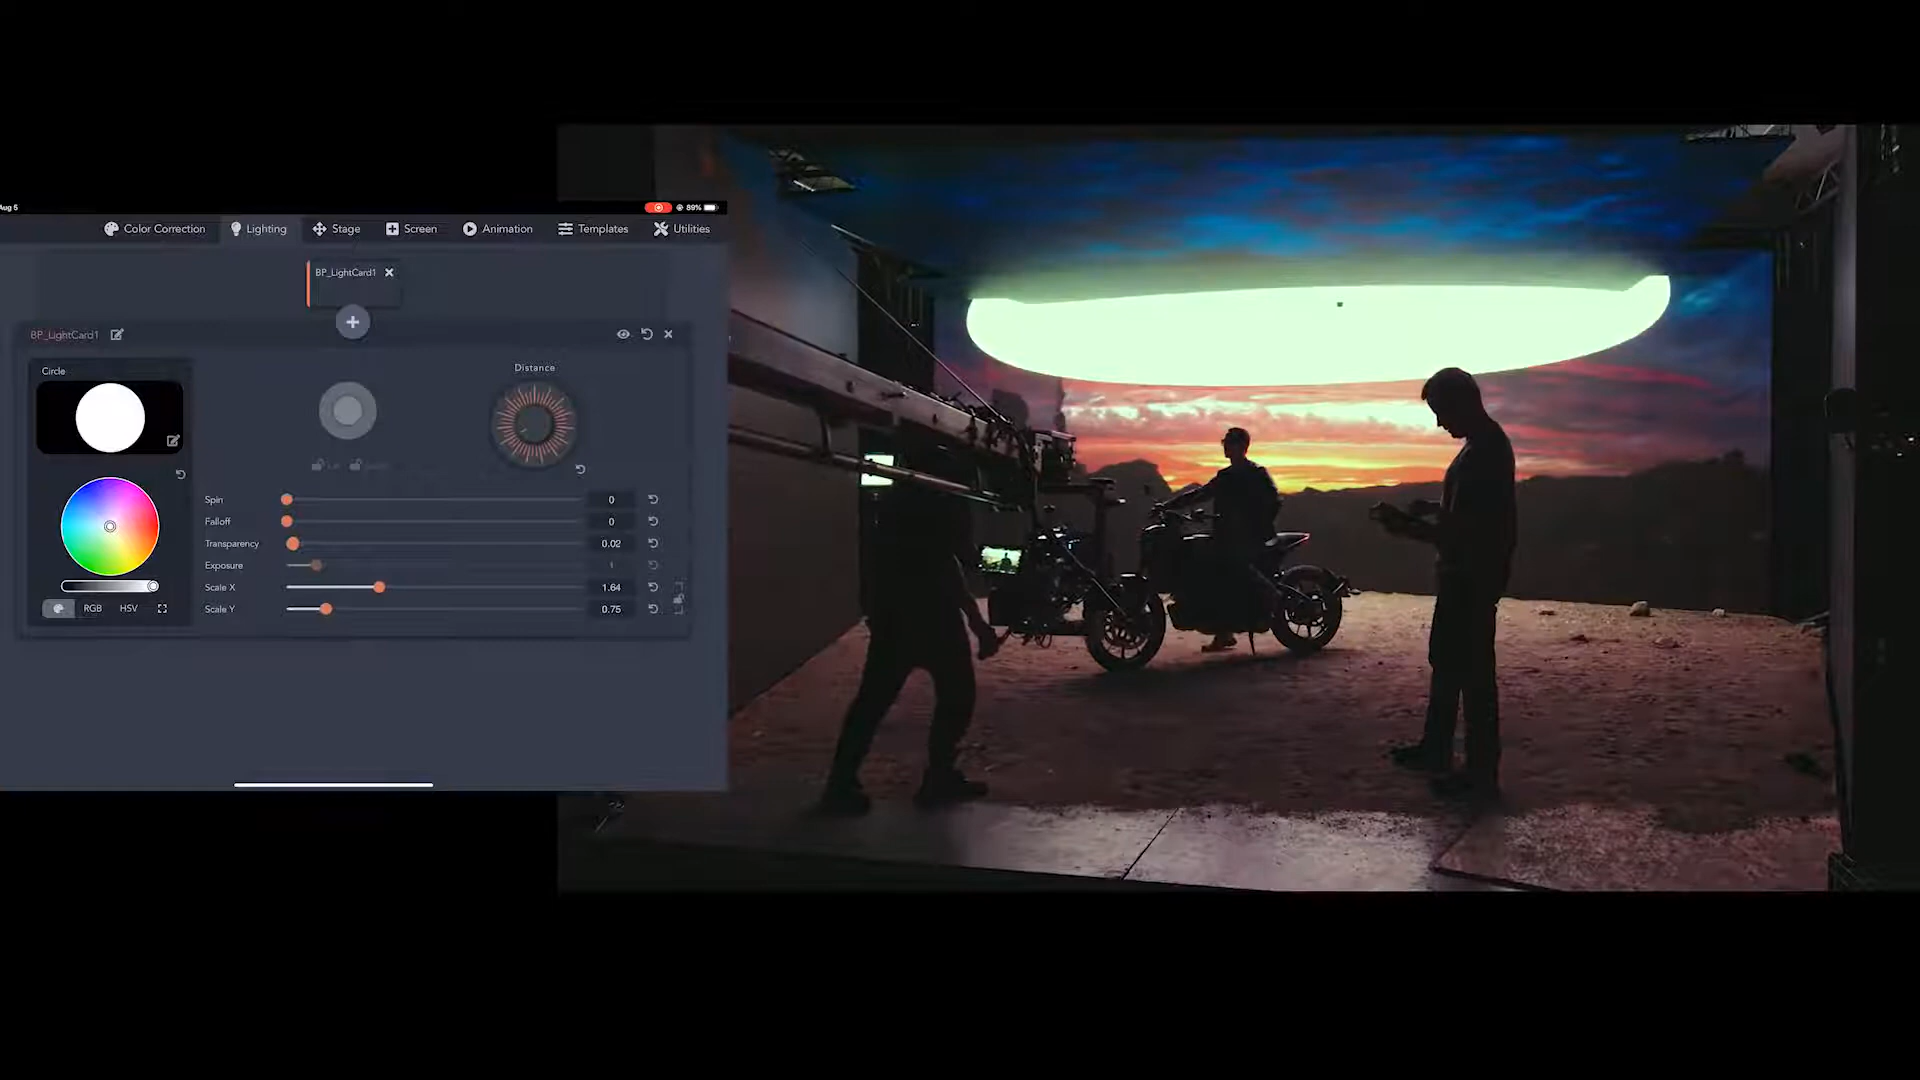 Aug 5
89%
Color Correction Lighting Stage Screen Animation Templates Utilities
BP_LightCard1
BP_LightCard1
Circle
Distance
Spin 0
Falloff 0
Transparency 0.02
Exposure 1
Scale X 1.64
Scale Y 0.75
RGB HSV